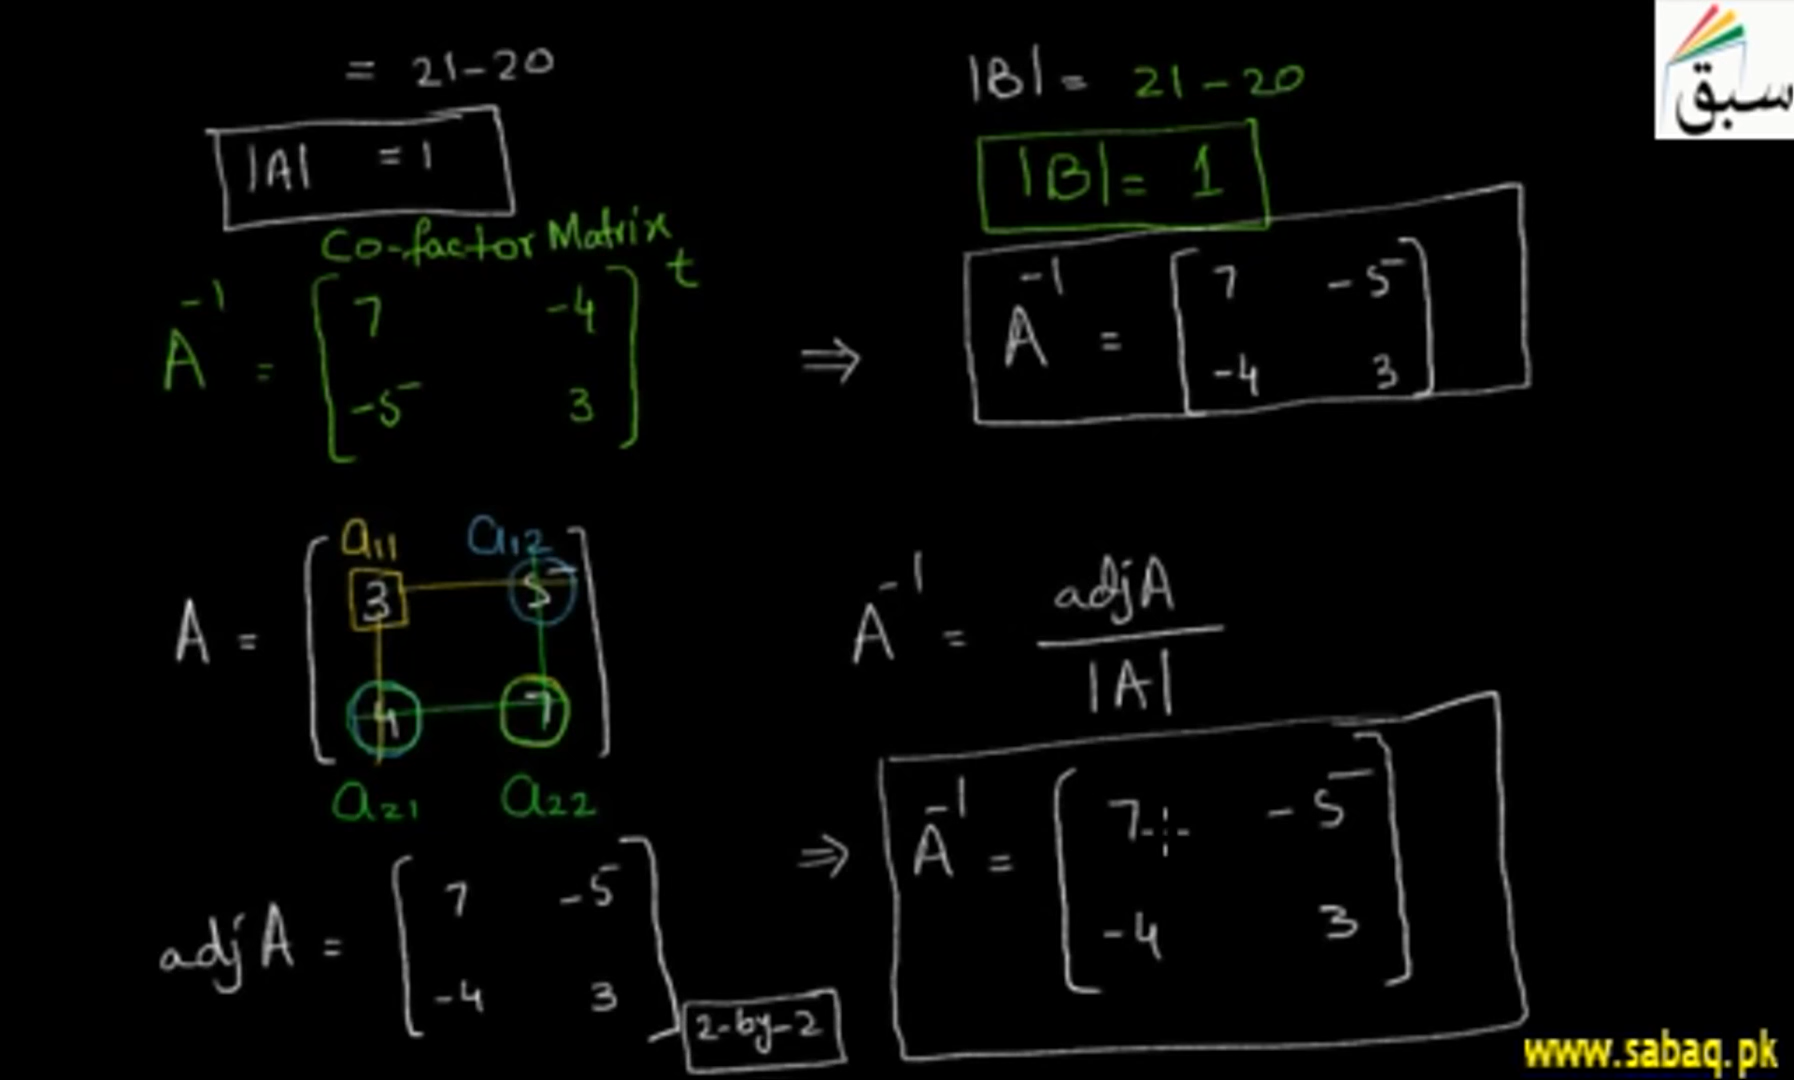 = 21-20
|A| = 1
|B| = 21-20
|B| = 1
سبق
Co-factor Matrix
A⁻¹ = [7 -4
-5 3]ᵗ
⇒ A⁻¹ = [7 -5
-4 3]
a₁₁ a₁₂
A = [3 5
4 7]
a₂₁ a₂₂
A⁻¹ = adjA
|A|
adj A = [7 -5
-4 3]
2-by-2
⇒ A⁻¹ = [7 -5
-4 3]
www.sabaq.pk